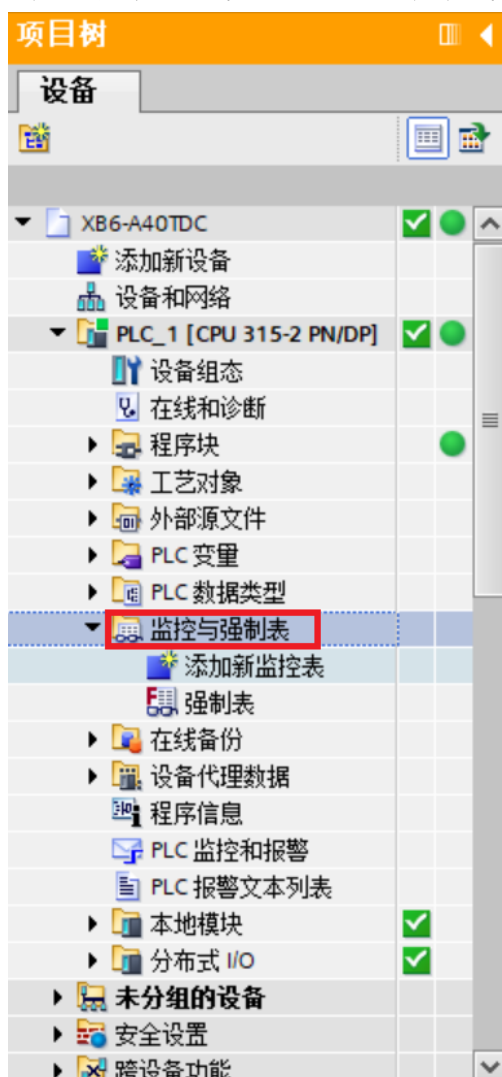 项目树
设备
XB6-A40TDC
添加新设备
设备和网络
PLC_1 [CPU 315-2 PN/DP]
设备组态
在线和诊断
程序块
工艺对象
外部源文件
PLC 变量
PLC 数据类型
监控与强制表
添加新监控表
强制表
在线备份
设备代理数据
程序信息
PLC 监控和报警
PLC 报警文本列表
本地模块
分布式 I/O
未分组的设备
安全设置
跨设备功能